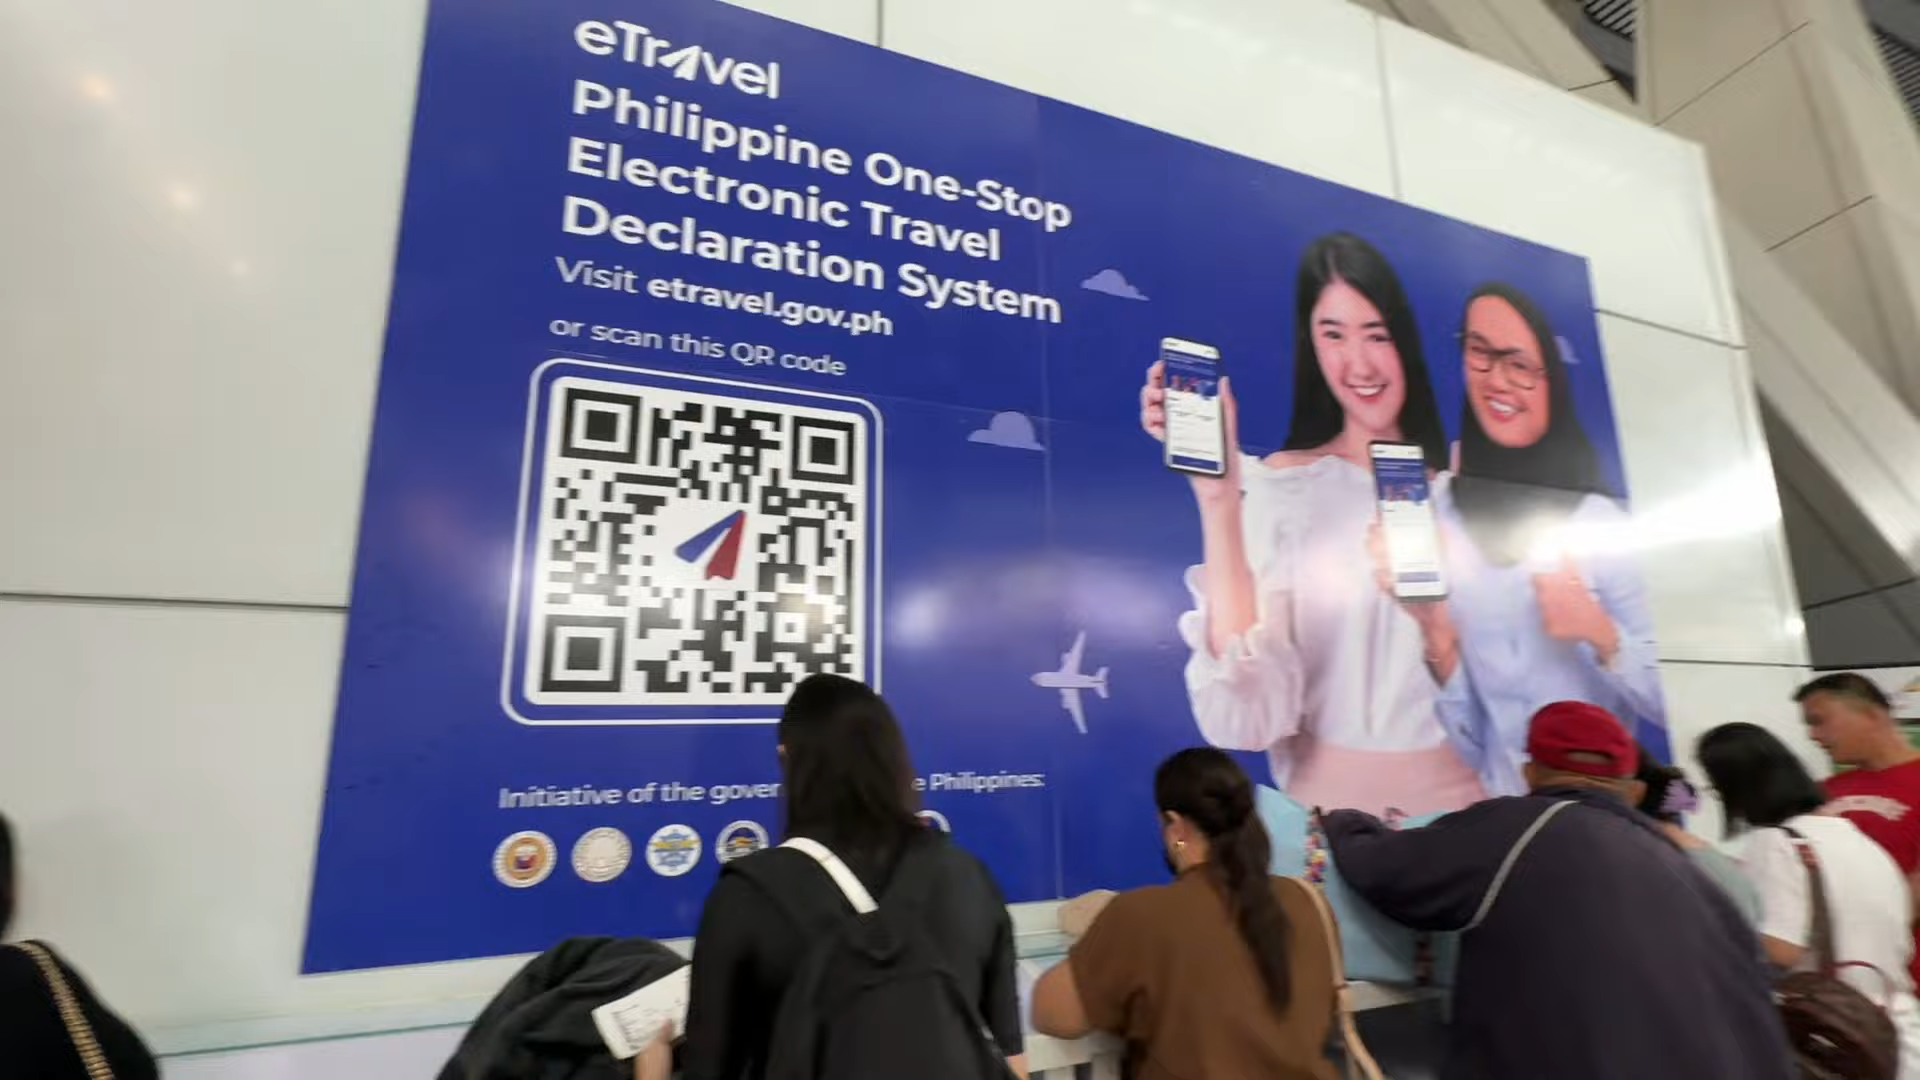 eTravel
Philippine One-Stop
Electronic Travel
Declaration System
Visit etravel.gov.ph
or scan this QR code
Initiative of the gover e Philippines: